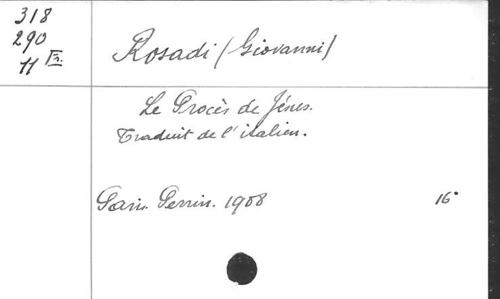 318
290
11 Rosadi (Giovanni)
Le Procès de Jésus.
Traduit de l'italien.
Paris. Perrin. 1908 16°